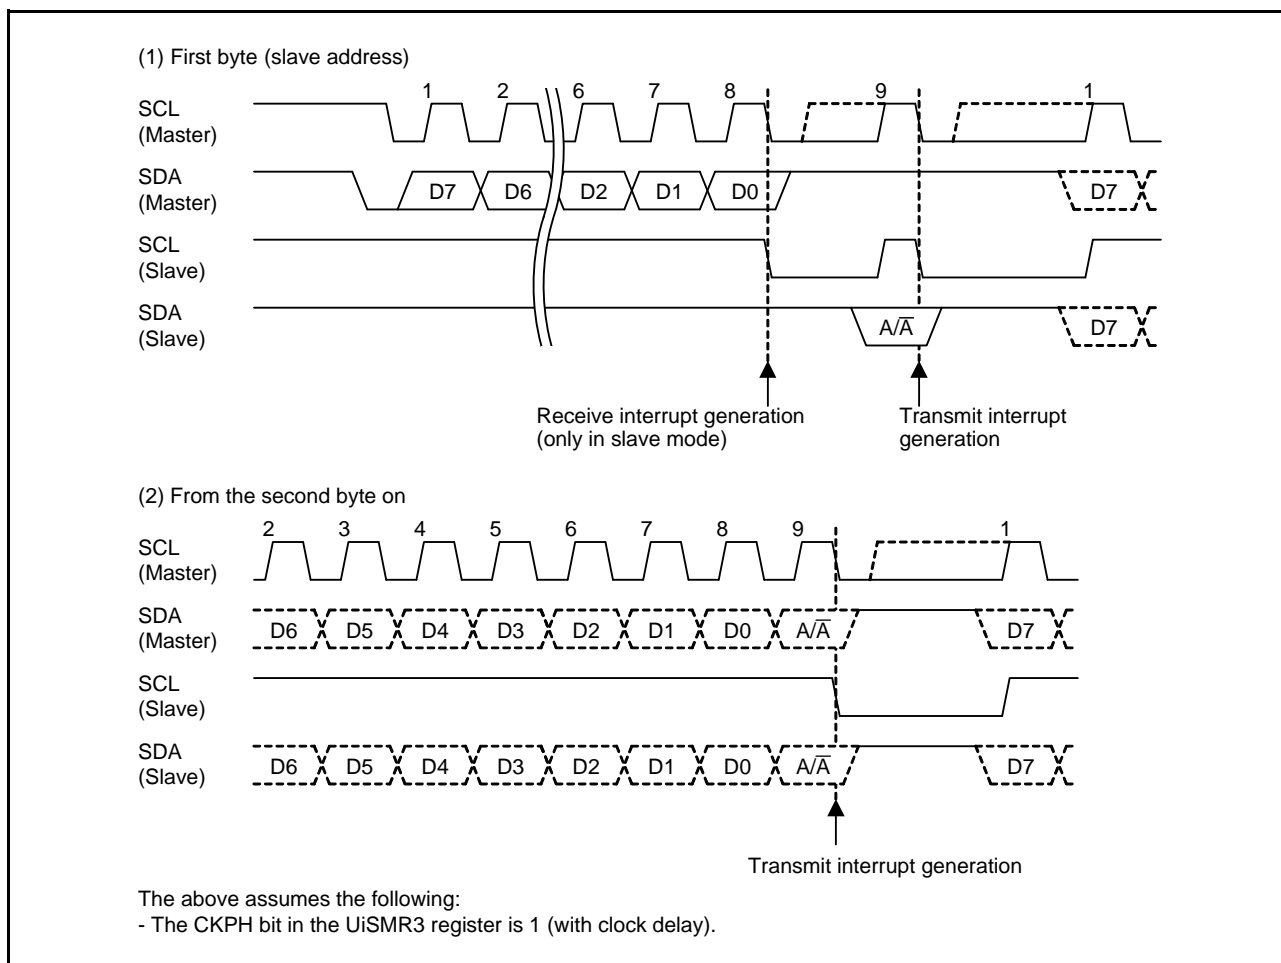 (1) First byte (slave address)
1 2 6 7 8 9 1
SCL
(Master)
SDA
(Master)
D7 D6 D2 D1 D0 D7
SCL
(Slave)
SDA
(Slave)
A/A̅ D7
Receive interrupt generation
(only in slave mode)
Transmit interrupt
generation
(2) From the second byte on
2 3 4 5 6 7 8 9 1
SCL
(Master)
SDA
(Master)
D6 D5 D4 D3 D2 D1 D0 A/A̅ D7
SCL
(Slave)
SDA
(Slave)
D6 D5 D4 D3 D2 D1 D0 A/A̅ D7
Transmit interrupt generation
The above assumes the following:
- The CKPH bit in the UiSMR3 register is 1 (with clock delay).